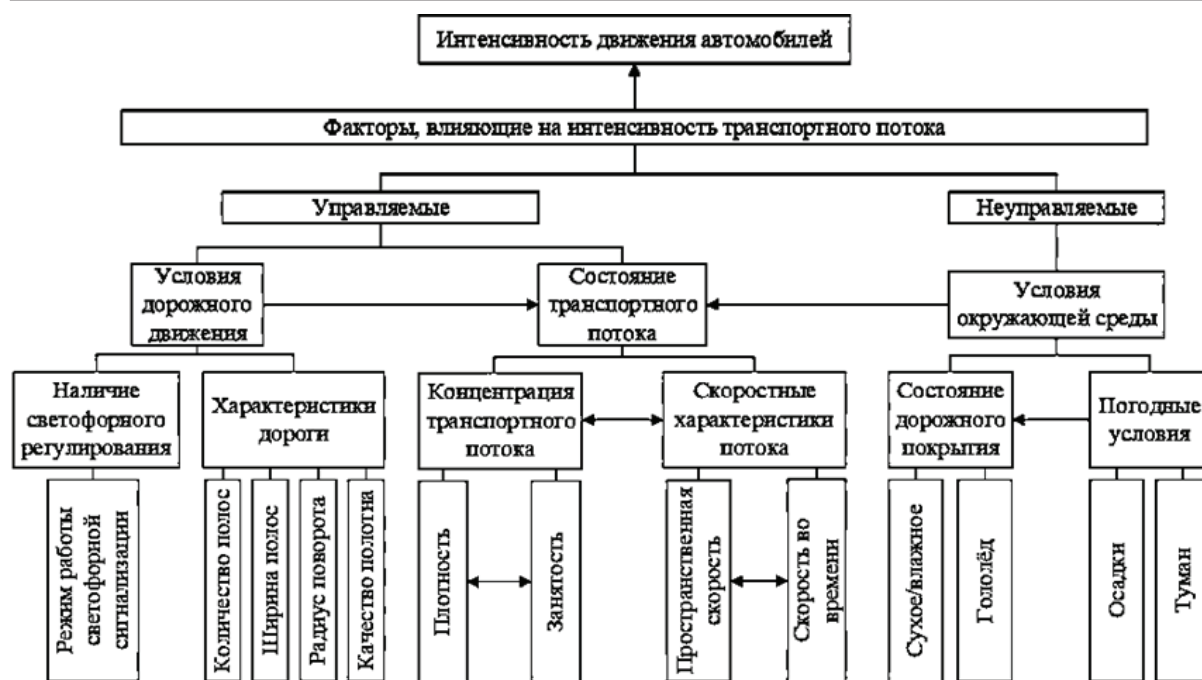 Интенсивность движения автомобилей
Факторы, влияющие на интенсивность транспортного потока
Управляемые
Неуправляемые
Условия
дорожного
движения
Состояние
транспортного
потока
Условия
окружающей среды
Наличие
светофорного
регулирования
Характеристики
дороги
Концентрация
транспортного
потока
Скоростные
характеристики
потока
Состояние
дорожного
покрытия
Погодные
условия
Режим работы
светофорной
сигнализации
Количество полос
Ширина полос
Радиус поворота
Качество полотна
Плотность
Занятость
Пространственная
скорость
Скорость во
времени
Сухое/влажное
Гололёд
Осадки
Туман